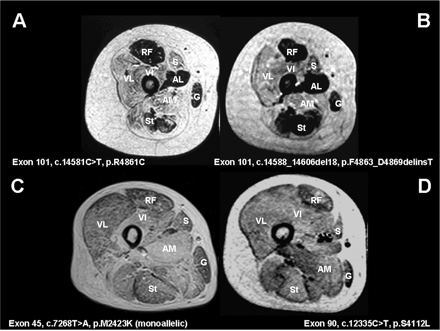 A
B
RF
S
VL
VI
AL
AM
G
St
RF
S
VI
VL
AL
AM
G
St
Exon 101, c.14581C>T, p.R4861C
Exon 101, c.14588_14606del18, p.F4863_D4869delinsT
C
D
RF
VI
S
VL
AM
G
St
RF
VI
VL
S
AM
G
St
Exon 45, c.7268T>A, p.M2423K (monoallelic)
Exon 90, c.12335C>T, p.S4112L